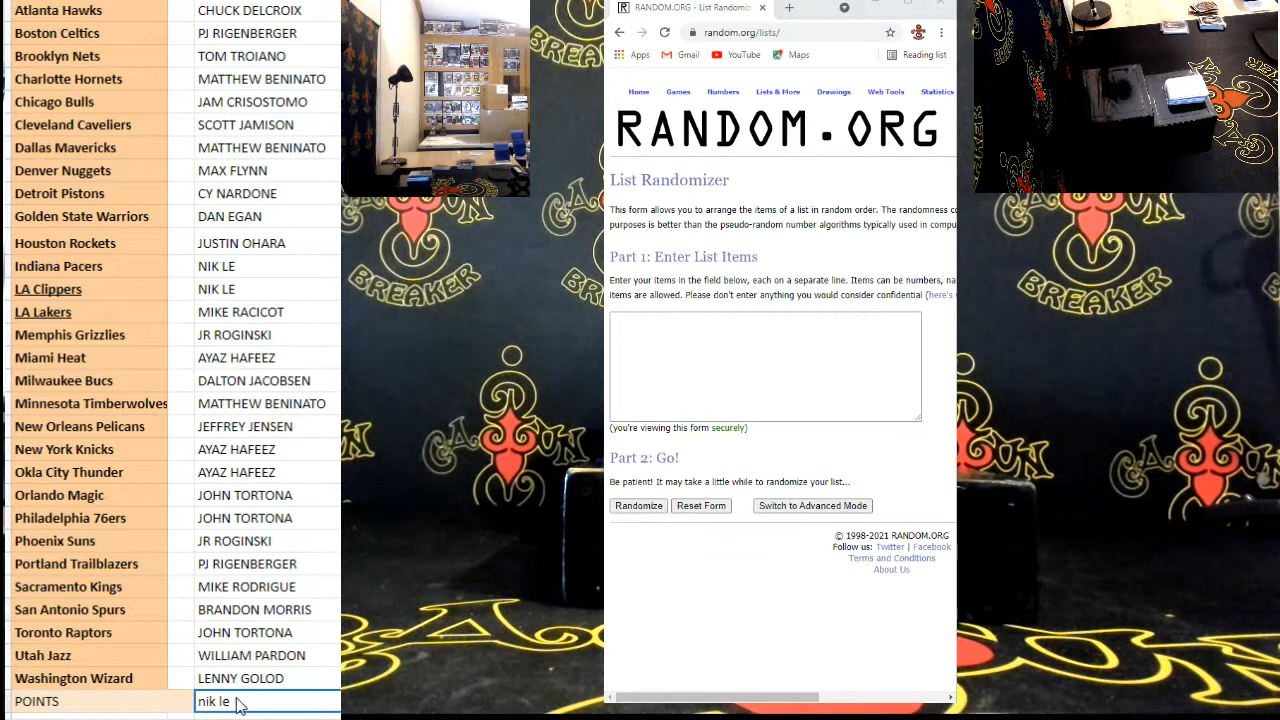 Atlanta Hawks CHUCK DELCROIX
Boston Celtics PJ RIGENBERGER
Brooklyn Nets TOM TROIANO
Charlotte Hornets MATTHEW BENINATO
Chicago Bulls JAM CRISOSTOMO
Cleveland Caveliers SCOTT JAMISON
Dallas Mavericks MATTHEW BENINATO
Denver Nuggets MAX FLYNN
Detroit Pistons CY NARDONE
Golden State Warriors DAN EGAN
Houston Rockets JUSTIN OHARA
Indiana Pacers NIK LE
LA Clippers NIK LE
LA Lakers MIKE RACICOT
Memphis Grizzlies JR ROGINSKI
Miami Heat AYAZ HAFEEZ
Milwaukee Bucs DALTON JACOBSEN
Minnesota Timberwolves MATTHEW BENINATO
New Orleans Pelicans JEFFREY JENSEN
New York Knicks AYAZ HAFEEZ
Okla City Thunder AYAZ HAFEEZ
Orlando Magic JOHN TORTONA
Philadelphia 76ers JOHN TORTONA
Phoenix Suns JR ROGINSKI
Portland Trailblazers PJ RIGENBERGER
Sacramento Kings MIKE RODRIGUE
San Antonio Spurs BRANDON MORRIS
Toronto Raptors JOHN TORTONA
Utah Jazz WILLIAM PARDON
Washington Wizard LENNY GOLOD
POINTS nik le
RANDOM.ORG - List Randomiz
random.org/lists/
Apps Gmail YouTube Maps Reading list
Home Games Numbers Lists & More Drawings Web Tools Statistics
RANDOM.ORG
List Randomizer
This form allows you to arrange the items of a list in random order. The randomness co
purposes is better than the pseudo-random number algorithms typically used in compu
Part 1: Enter List Items
Enter your items in the field below, each on a separate line. Items can be numbers, na
items are allowed. Please don't enter anything you would consider confidential (here's
(you're viewing this form securely)
Part 2: Go!
Be patient! It may take a little while to randomize your list...
Randomize Reset Form Switch to Advanced Mode
© 1998-2021 RANDOM.ORG
Follow us: Twitter | Facebook
Terms and Conditions
About Us
BREAKER
BREAKER